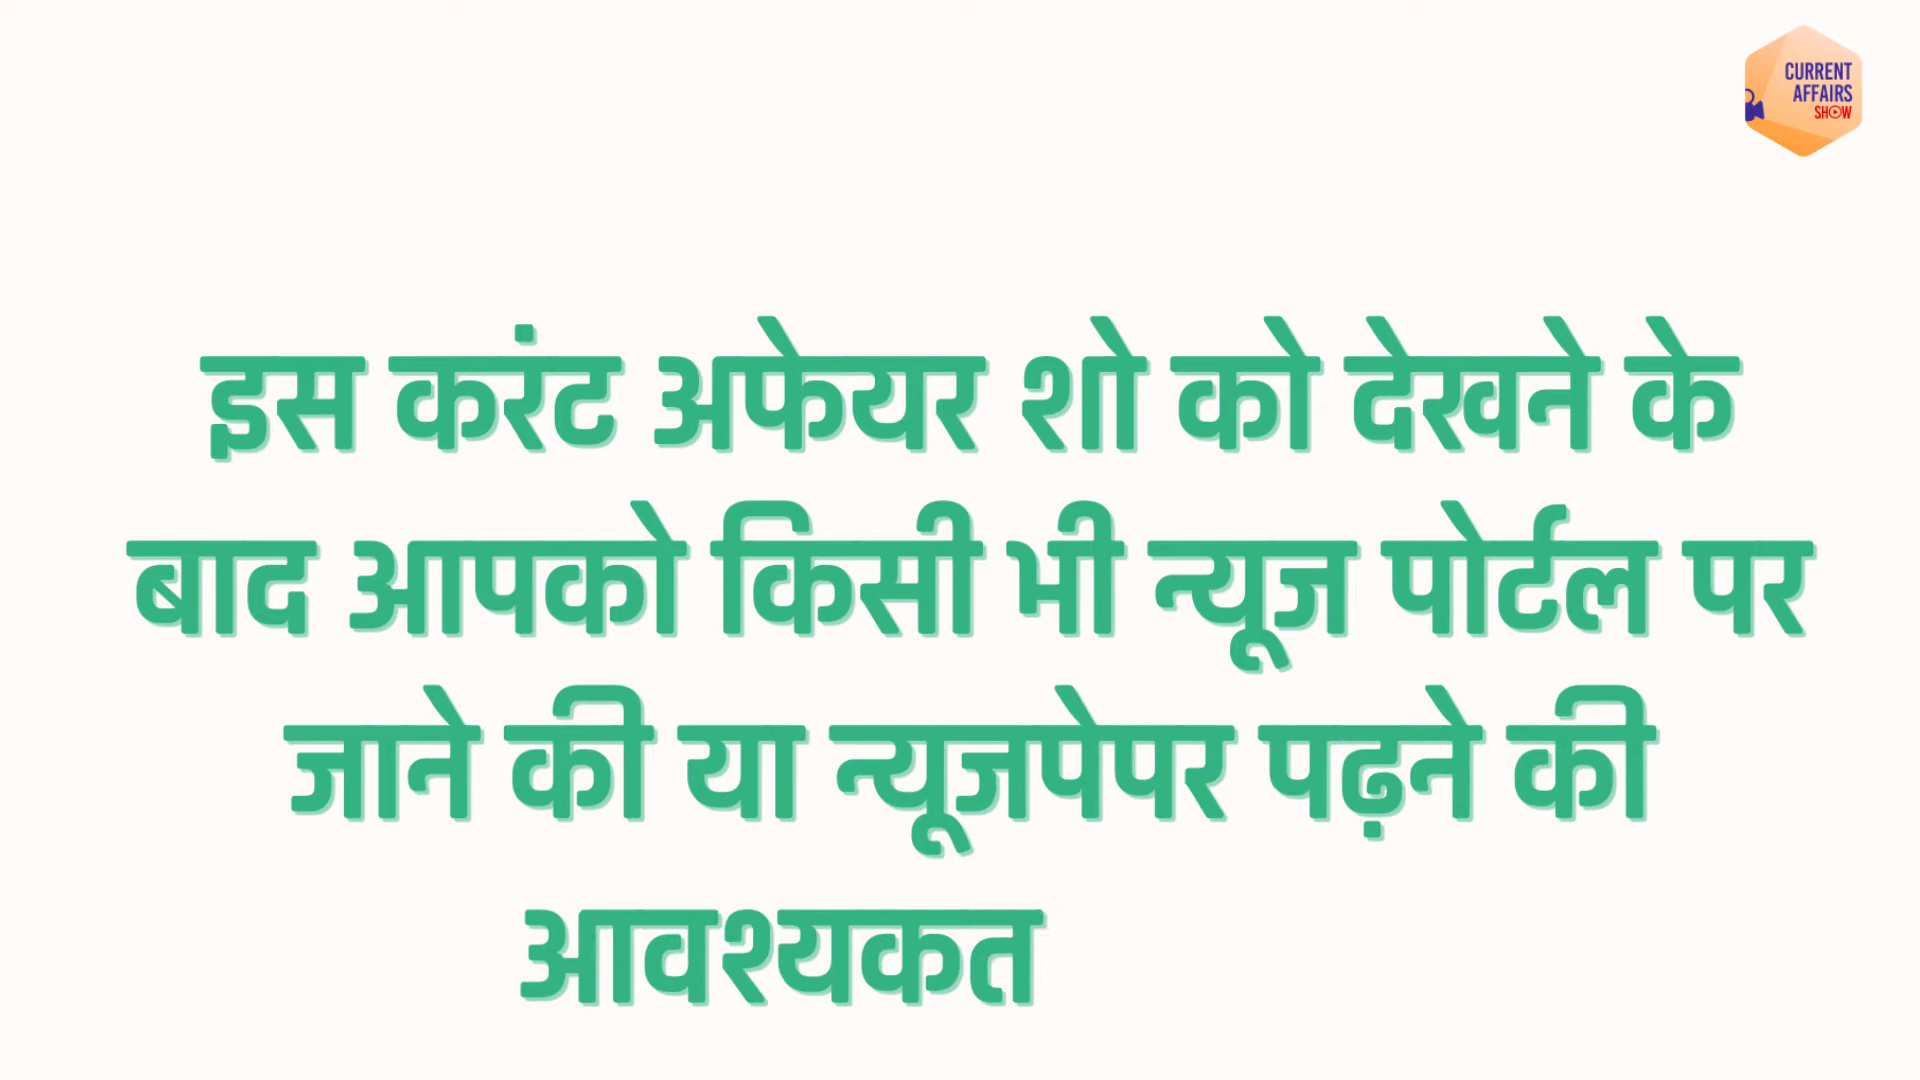 CURRENT
AFFAIRS
SHOW
इस करंट अफेयर शो को देखने के
बाद आपको किसी भी न्यूज पोर्टल पर
जाने की या न्यूजपेपर पढ़ने की
आवश्यकत